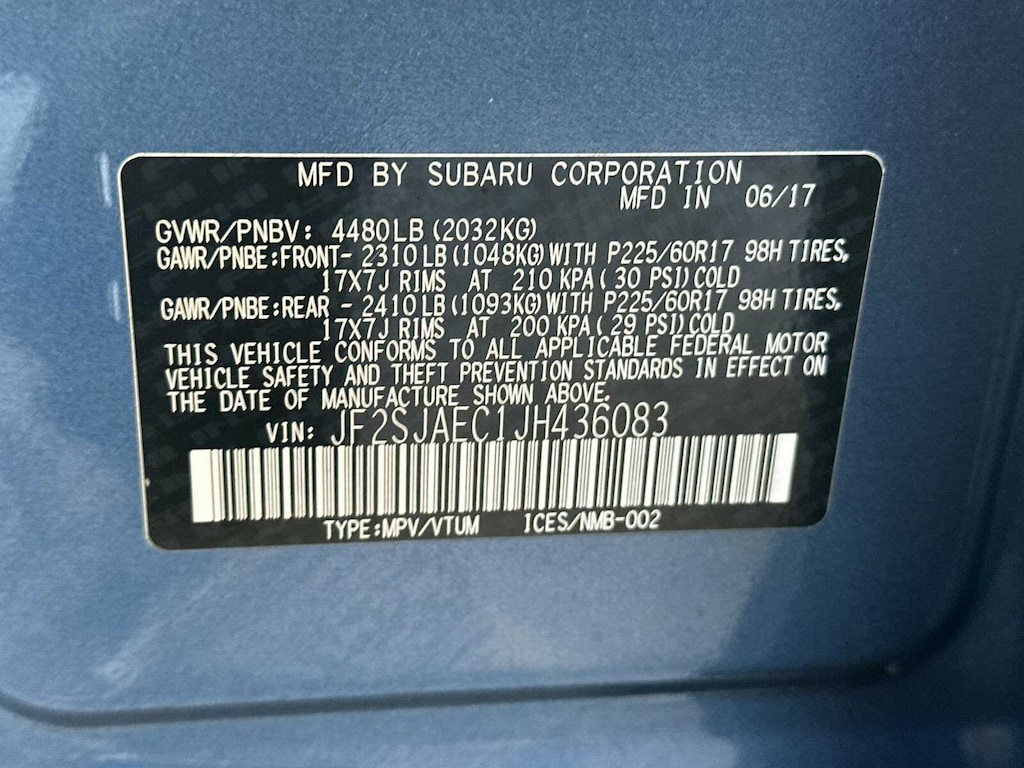 MFD BY SUBARU CORPORATION
MFD IN 06/17
GVWR/PNBV: 4480LB (2032KG)
GAWR/PNBE:FRONT- 2310LB (1048KG) WITH P225/60R17 98H TIRES,
17X7J RIMS AT 210 KPA (30 PSI) COLD
GAWR/PNBE:REAR - 2410LB (1093KG) WITH P225/60R17 98H TIRES,
17X7J RIMS AT 200 KPA (29 PSI) COLD
THIS VEHICLE CONFORMS TO ALL APPLICABLE FEDERAL MOTOR
VEHICLE SAFETY AND THEFT PREVENTION STANDARDS IN EFFECT ON
THE DATE OF MANUFACTURE SHOWN ABOVE.
VIN: JF2SJAEC1JH436083
TYPE:MPV/VTUM ICES/NMB-002